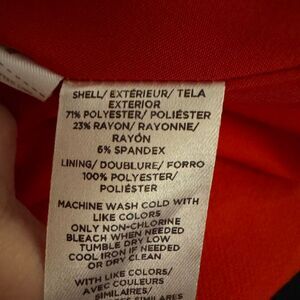 SHELL/ EXTÉRIEUR/ TELA
EXTERIOR
71% POLYESTER/ POLIÉSTER
23% RAYON/ RAYONNE/
RAYÓN
6% SPANDEX
LINING/ DOUBLURE/ FORRO
100% POLYESTER/
POLIÉSTER
MACHINE WASH COLD WITH
LIKE COLORS
ONLY NON-CHLORINE
BLEACH WHEN NEEDED
TUMBLE DRY LOW
COOL IRON IF NEEDED
OR DRY CLEAN
WITH LIKE COLORS/
AVEC COULEURS
SIMILAIRES/
SIMILARES